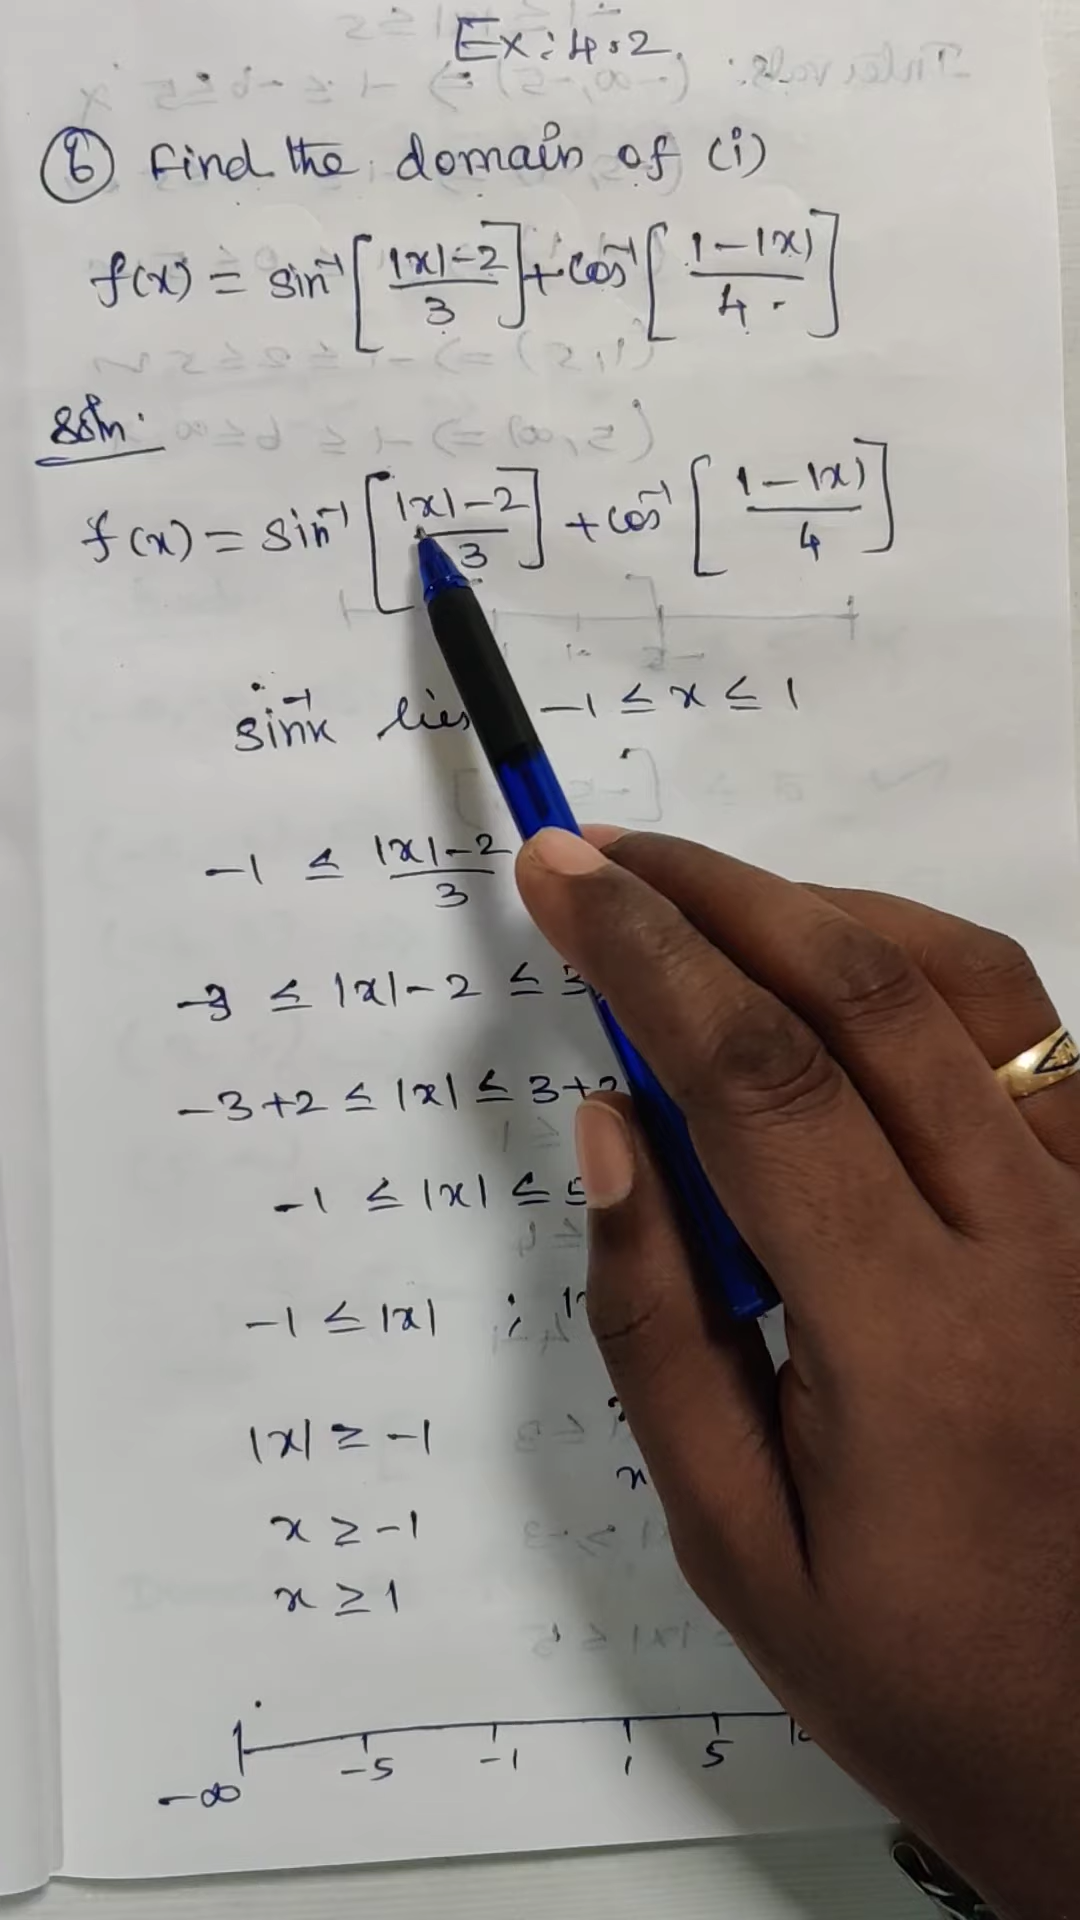 Ex: 4.2.
⑥ Find the domain of (i)
f(x) = sin⁻¹[|x|-2/3] + cos⁻¹[1-|x|/4]
Soln:
f(x) = sin⁻¹[|x|-2/3] + cos⁻¹[1-|x|/4]
sin⁻¹x lies -1 ≤ x ≤ 1
-1 ≤ |x|-2/3
-3 ≤ |x|-2 ≤ 3
-3+2 ≤ |x| ≤ 3+2
-1 ≤ |x| ≤ 5
-1 ≤ |x| ;
|x| ≥ -1
x
x ≥ -1
x ≥ 1
-∞ -5 -1 1 5